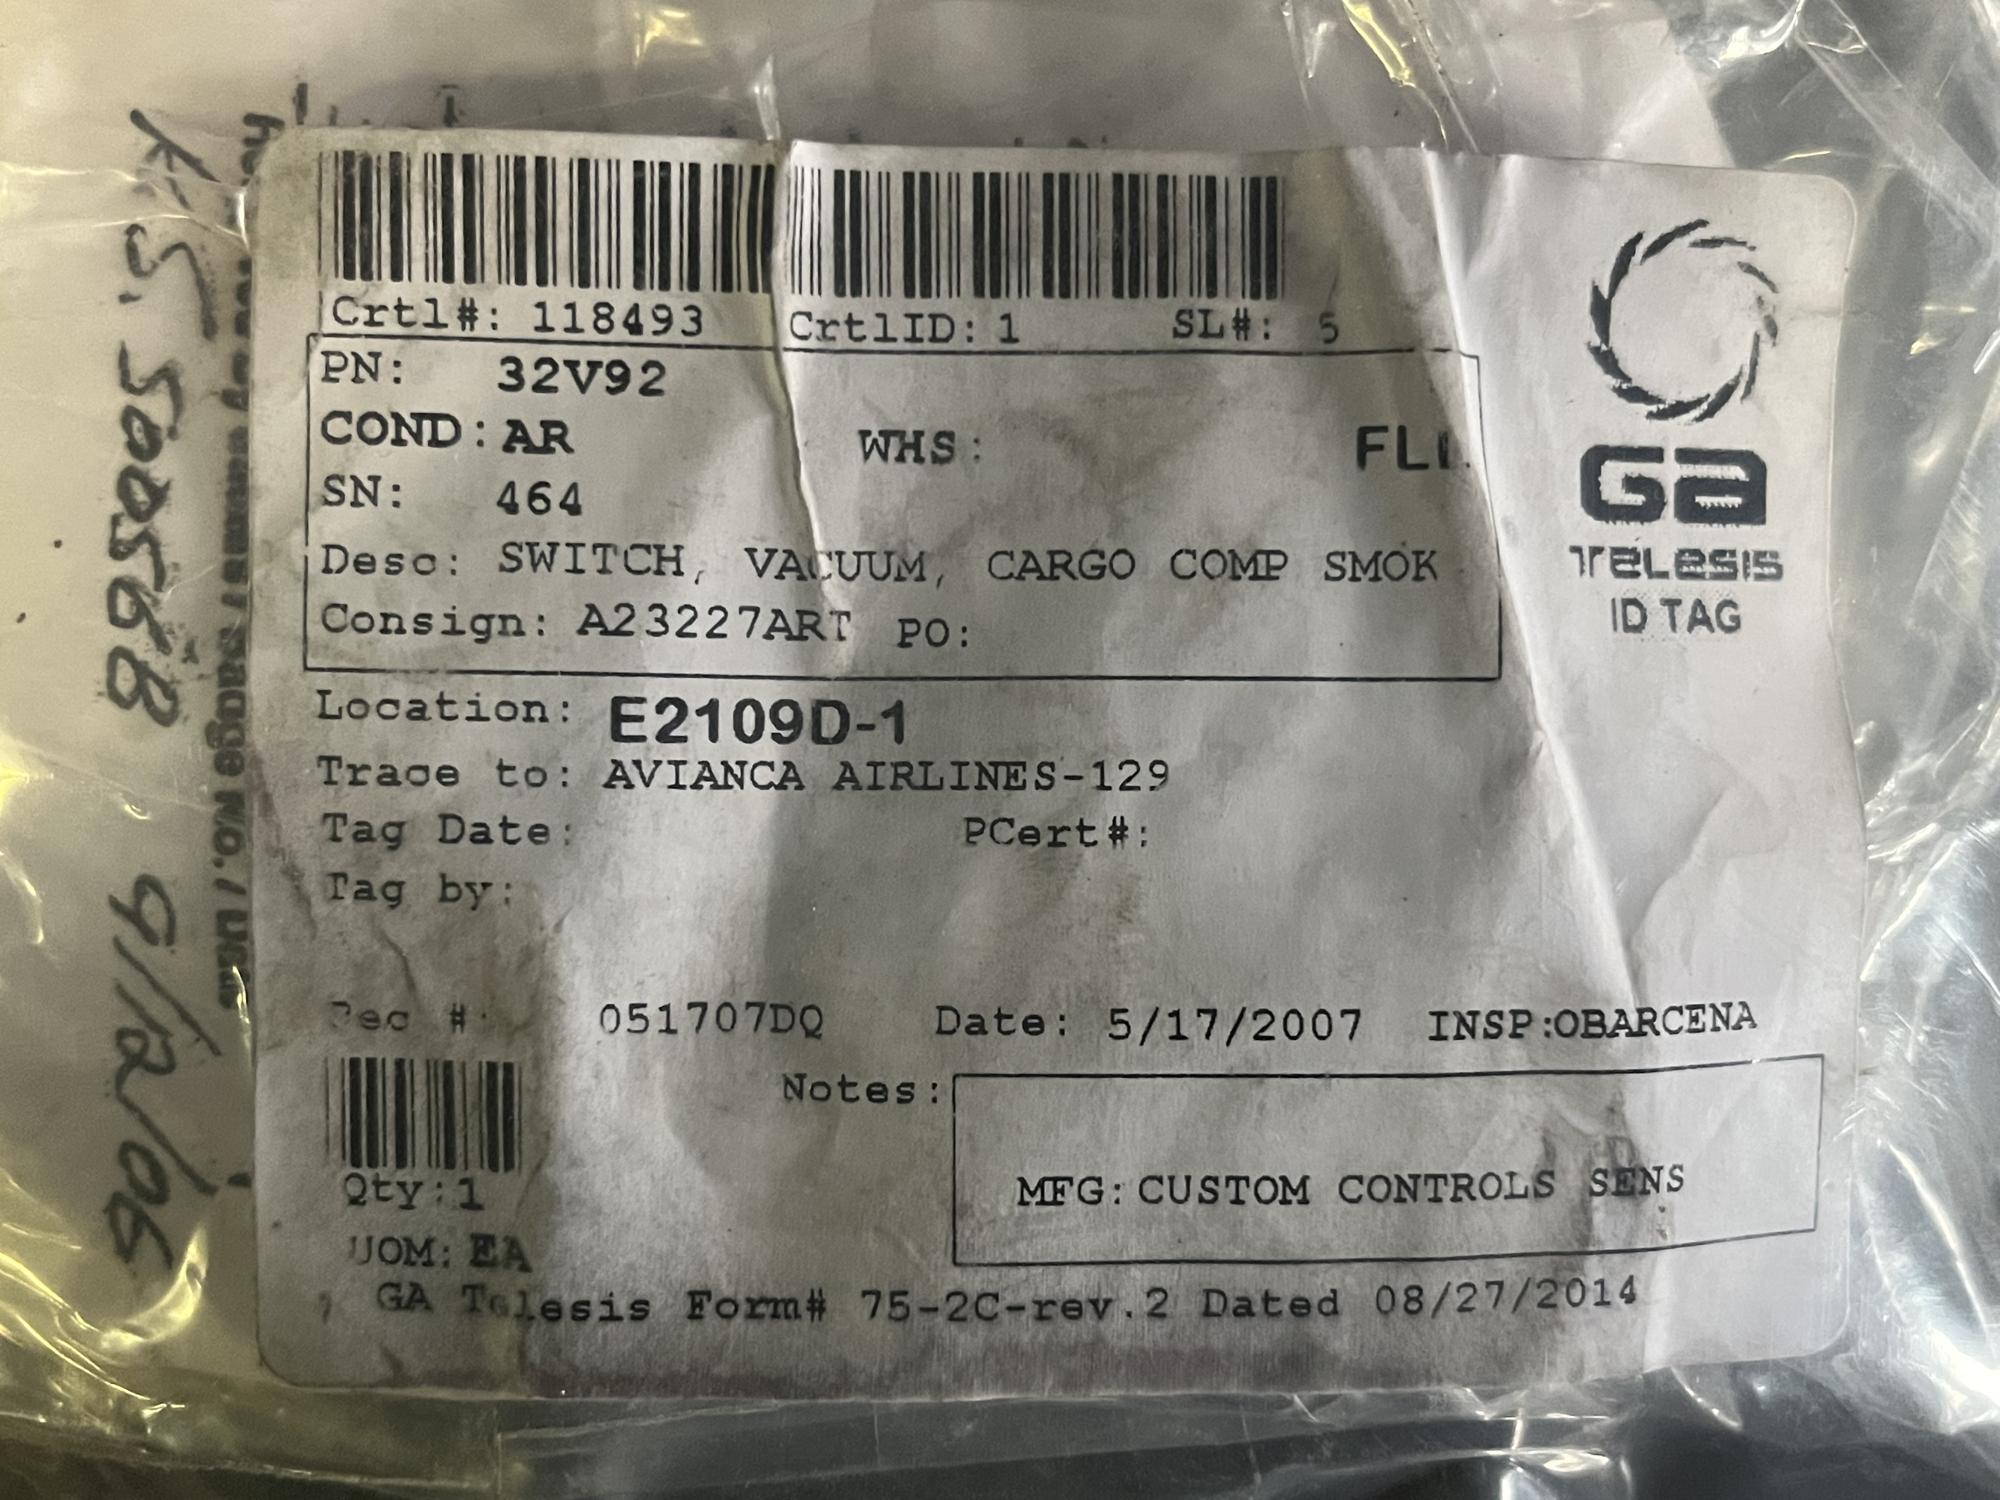 Crtl#: 118493 CrtlID: 1 SL#: 5
PN: 32V92
COND: AR WHS: FLL
SN: 464
Desc: SWITCH, VACUUM, CARGO COMP SMOK
Consign: A23227ART PO:
Location: E2109D-1
Trace to: AVIANCA AIRLINES-129
Tag Date: PCert#:
Tag by:
Rec #: 051707DQ Date: 5/17/2007 INSP:OBARCENA
Notes:
MFG: CUSTOM CONTROLS SENS
Qty: 1
UOM: EA
GA Telesis Form# 75-2C-rev.2 Dated 08/27/2014
GA
TELESIS
ID TAG
9/12/06